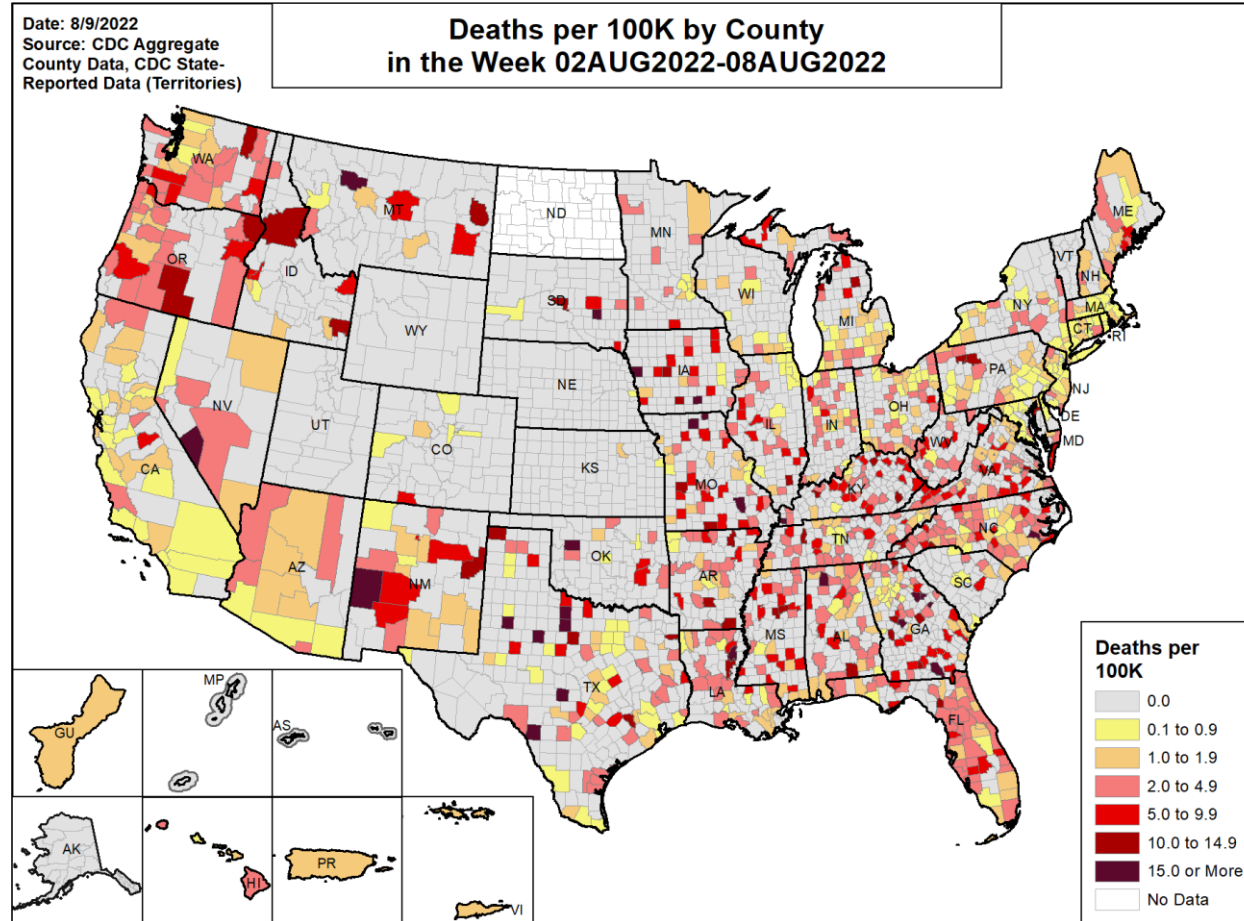 Date: 8/9/2022
Source: CDC Aggregate
County Data, CDC State-
Reported Data (Territories)
Deaths per 100K by County
in the Week 02AUG2022-08AUG2022
WA
MT
ND
MN
ME
OR
ID
SD
WI
MI
VT
NH
NY
MA
CT
RI
WY
IA
PA
NJ
NE
NV
UT
CO
IL
IN
OH
WV
DE
MD
CA
KS
MO
KY
VA
AZ
NM
OK
AR
TN
NC
SC
MS
AL
GA
TX
LA
FL
GU
MP
AS
AK
HI
PR
VI
Deaths per
100K
0.0
0.1 to 0.9
1.0 to 1.9
2.0 to 4.9
5.0 to 9.9
10.0 to 14.9
15.0 or More
No Data